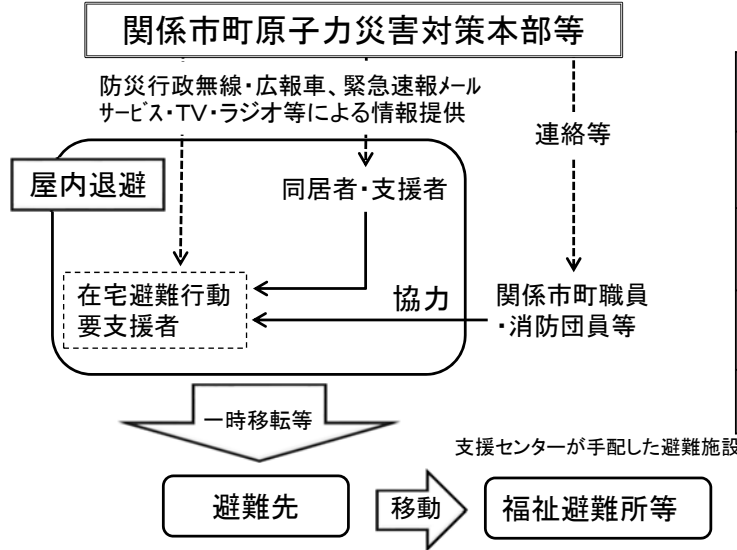 関係市町原子力災害対策本部等
防災行政無線・広報車、緊急速報メール
サービス・TV・ラジオ等による情報提供
連絡等
屋内退避
同居者・支援者
在宅避難行動
要支援者
協力
関係市町職員
・消防団員等
一時移転等
支援センターが手配した避難施設
避難先
移動
福祉避難所等